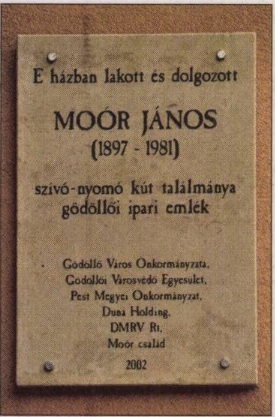 E házban lakott és dolgozott
MOÓR JÁNOS
(1897 - 1981)
szívó-nyomó kút találmánya
gödöllői ipari emlék
Gödöllő Város Önkormányzata,
Gödöllői Városvédő Egyesület,
Pest Megyei Önkormányzat,
Duna Holding,
DMRV Rt,
Moór család
2002